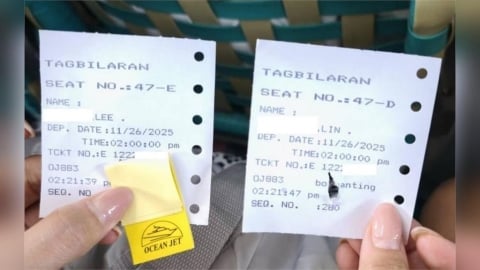 TAGBILARAN
SEAT NO.:47-E
NAME :
LEE .
DEP. DATE:11/26/2025
TIME:02:00:00 pm
TCKT NO.:E 122
OJ883
02:21:39 pm
SEQ. NO.
OCEAN JET
TAGBILARAN
SEAT NO.:47-D
NAME :
LIN .
DEP. DATE:11/26/2025
TIME:02:00:00 pm
TCKT NO.:E 122
OJ883
02:21:47 pm
SEQ. NO. :280